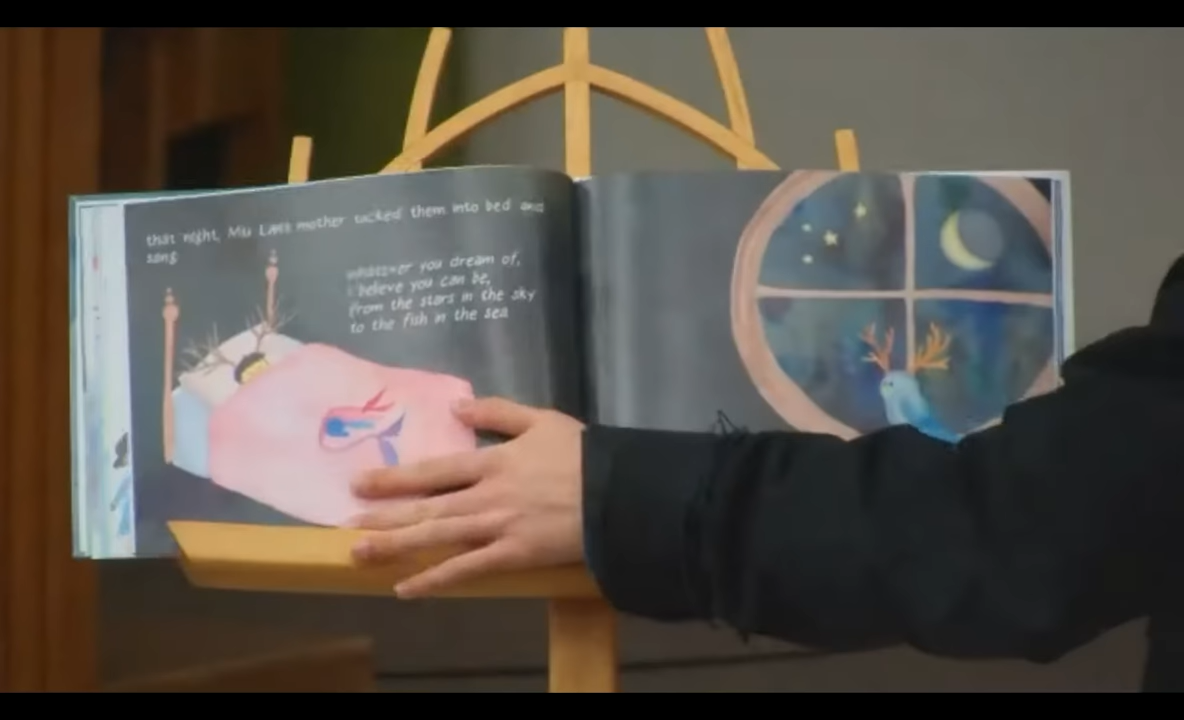 that night, Miu Lan's mother tucked them into bed and
sang
whatever you dream of,
i believe you can be,
from the stars in the sky
to the fish in the sea